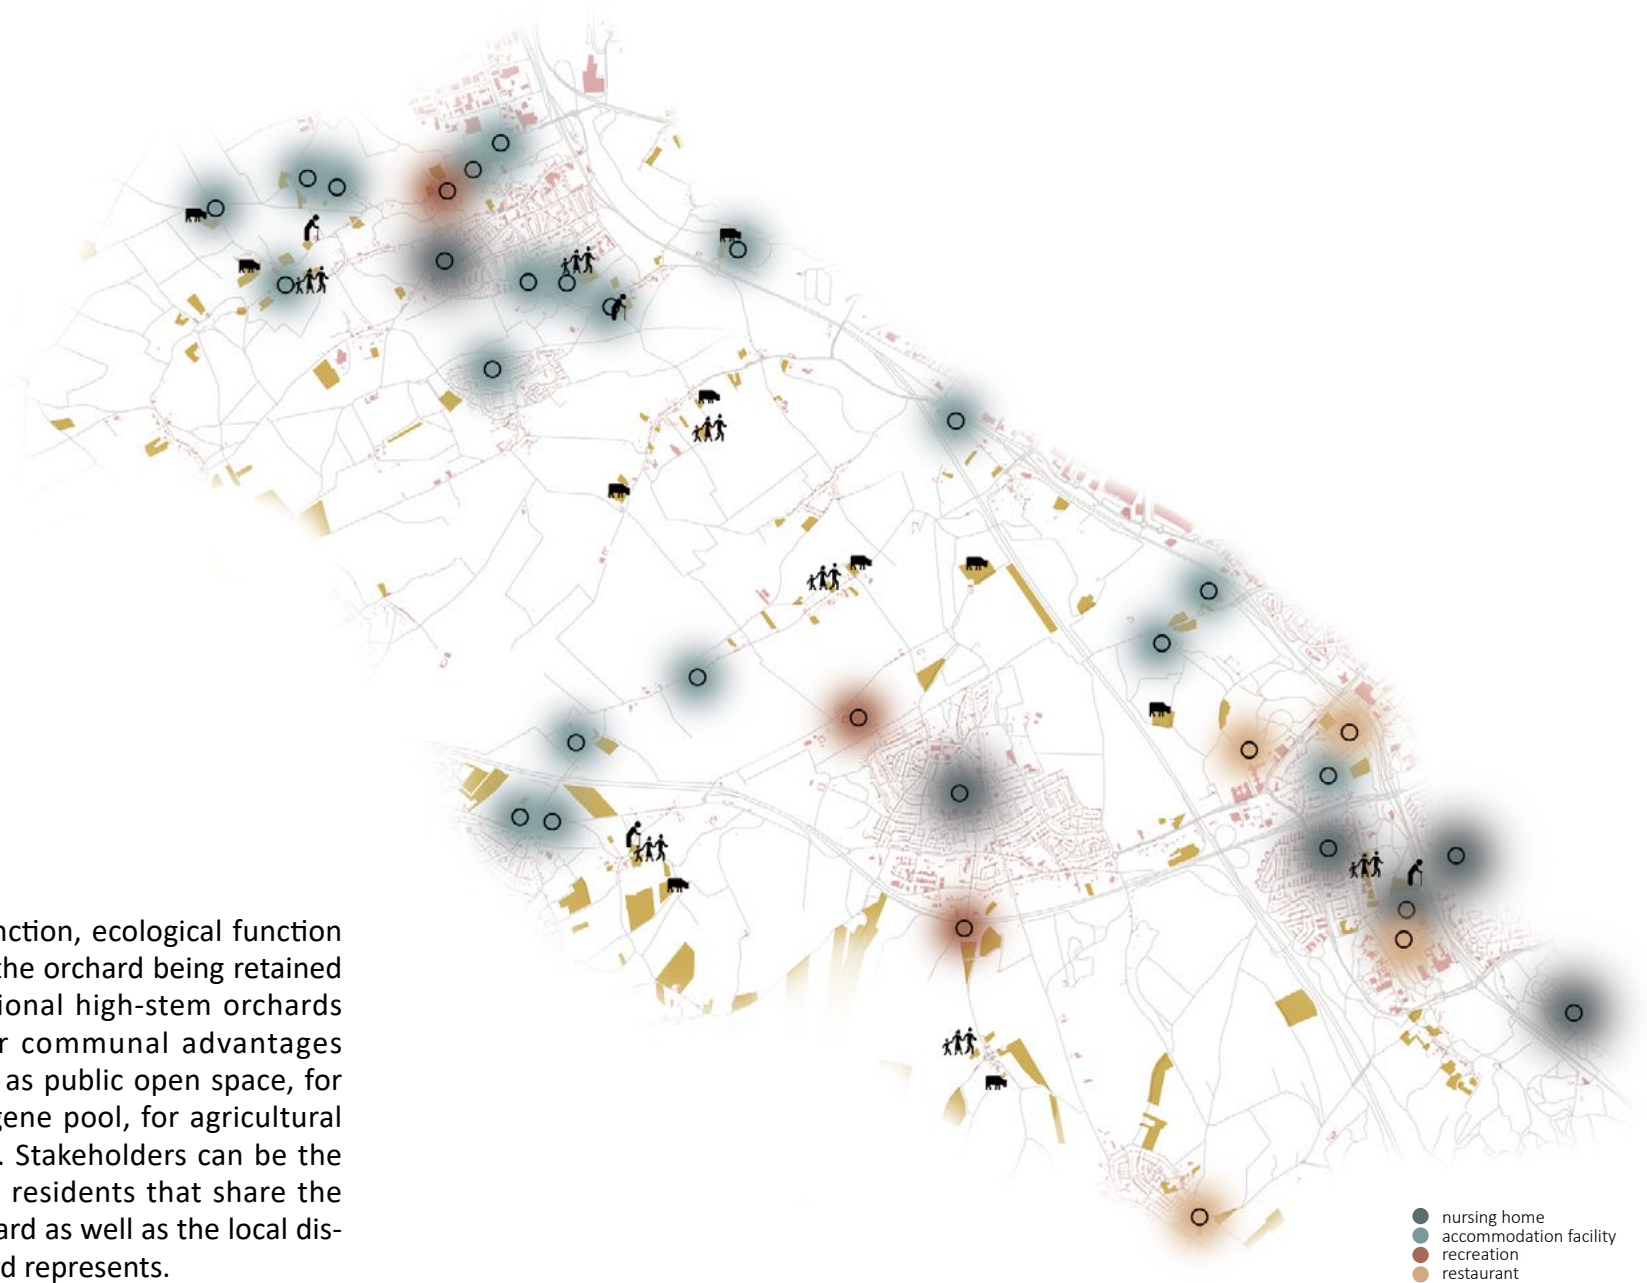 nction, ecological function
the orchard being retained
ional high-stem orchards
r communal advantages
as public open space, for
gene pool, for agricultural
. Stakeholders can be the
residents that share the
ard as well as the local dis-
d represents.
nursing home
accommodation facility
recreation
restaurant